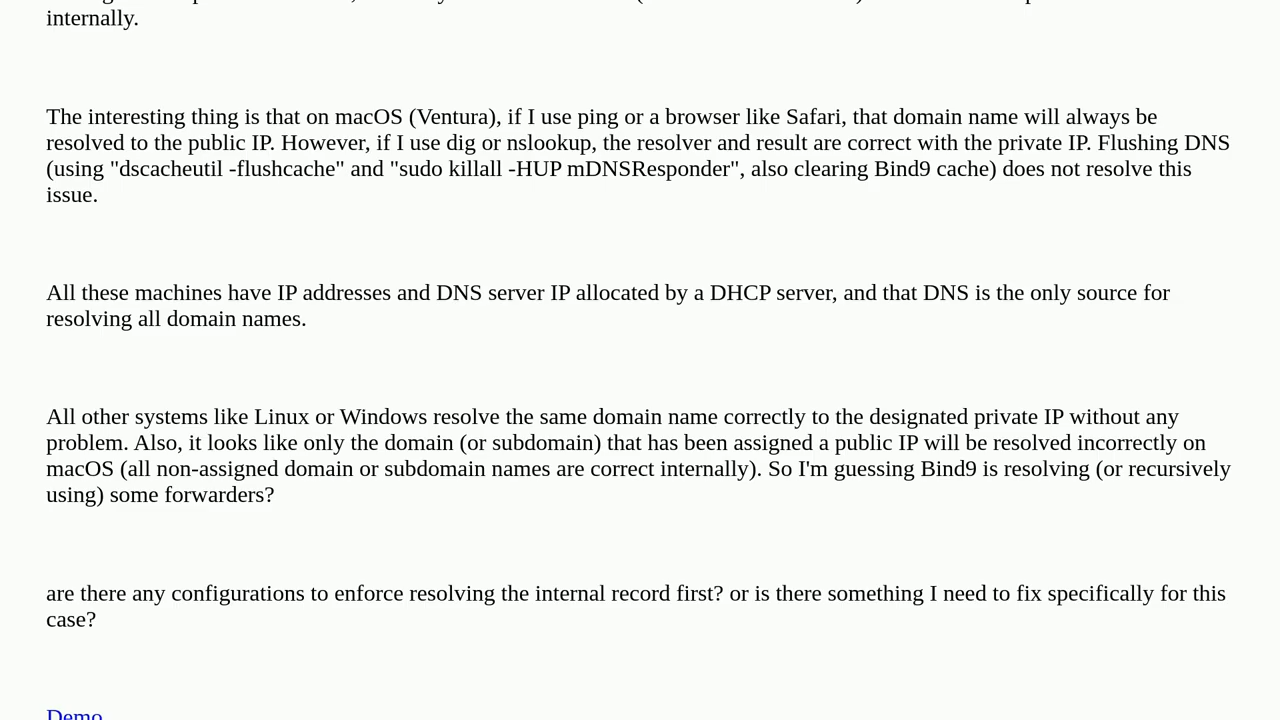 internally.
The interesting thing is that on macOS (Ventura), if I use ping or a browser like Safari, that domain name will always be
resolved to the public IP. However, if I use dig or nslookup, the resolver and result are correct with the private IP. Flushing DNS
(using "dscacheutil -flushcache" and "sudo killall -HUP mDNSResponder", also clearing Bind9 cache) does not resolve this
issue.
All these machines have IP addresses and DNS server IP allocated by a DHCP server, and that DNS is the only source for
resolving all domain names.
All other systems like Linux or Windows resolve the same domain name correctly to the designated private IP without any
problem. Also, it looks like only the domain (or subdomain) that has been assigned a public IP will be resolved incorrectly on
macOS (all non-assigned domain or subdomain names are correct internally). So I'm guessing Bind9 is resolving (or recursively
using) some forwarders?
are there any configurations to enforce resolving the internal record first? or is there something I need to fix specifically for this
case?
Demo